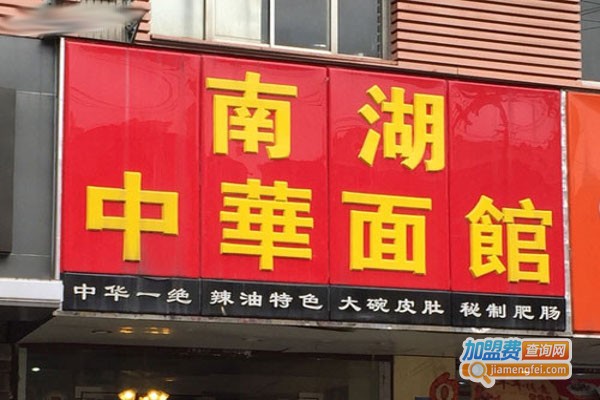 南湖
中華面館
中华一绝 辣油特色 大碗皮肚 秘制肥肠
加盟费查询网
jiamengfei.com